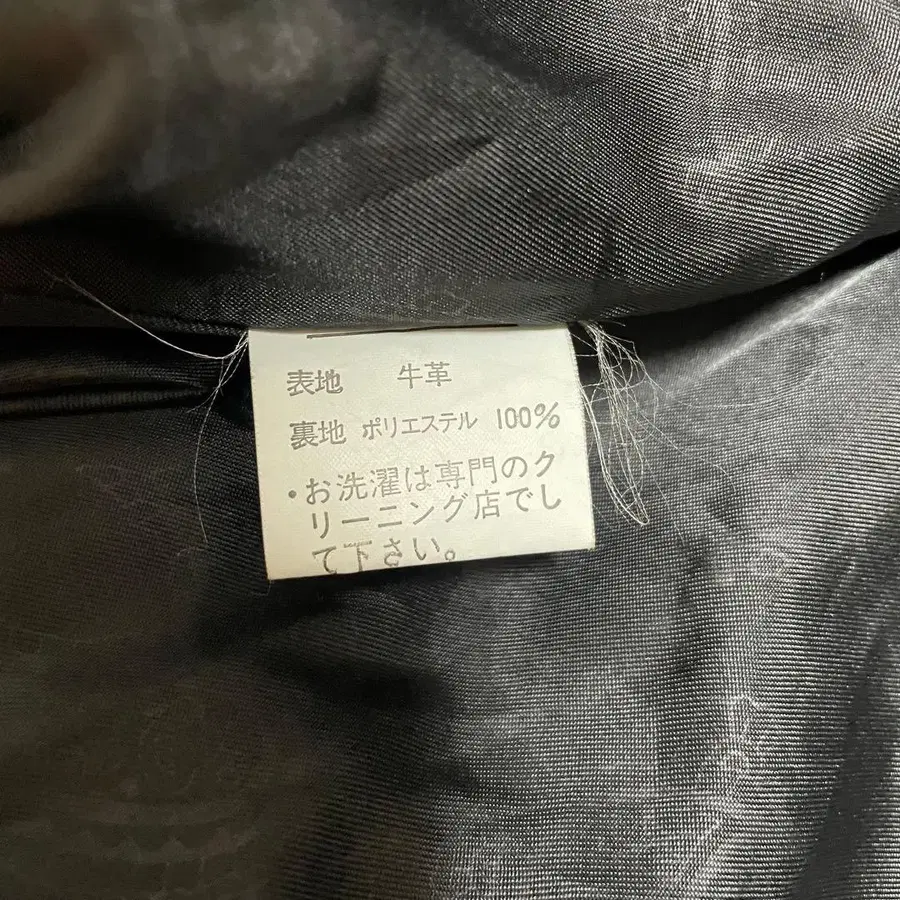 表地 牛革
裏地 ポリエステル 100%
・お洗濯は専門のク
リーニング店でし
て下さい。